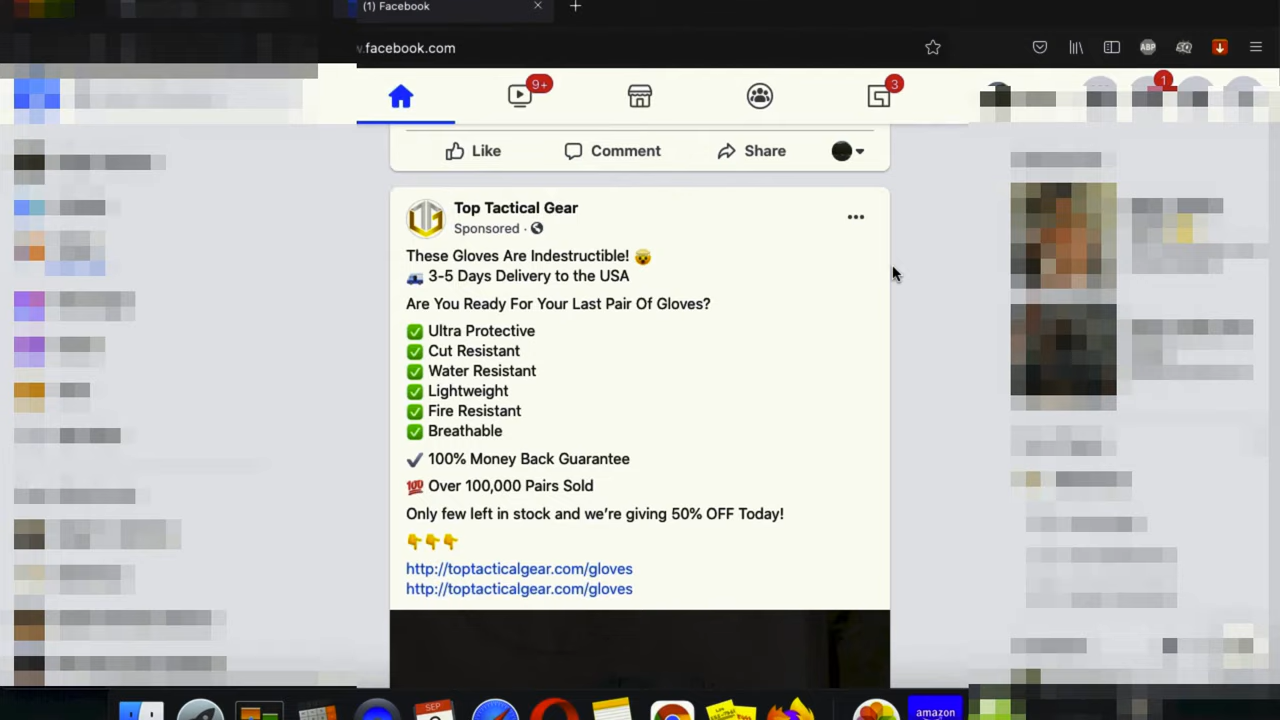 (1) Facebook
.facebook.com
9+
3
1
Like
Comment
Share
Top Tactical Gear
Sponsored ·
These Gloves Are Indestructible! 🤯
🚙 3-5 Days Delivery to the USA
Are You Ready For Your Last Pair Of Gloves?
✅ Ultra Protective
✅ Cut Resistant
✅ Water Resistant
✅ Lightweight
✅ Fire Resistant
✅ Breathable
✔️ 100% Money Back Guarantee
💯 Over 100,000 Pairs Sold
Only few left in stock and we’re giving 50% OFF Today!
👇👇👇
http://toptacticalgear.com/gloves
http://toptacticalgear.com/gloves
ABP
SEP
amazon